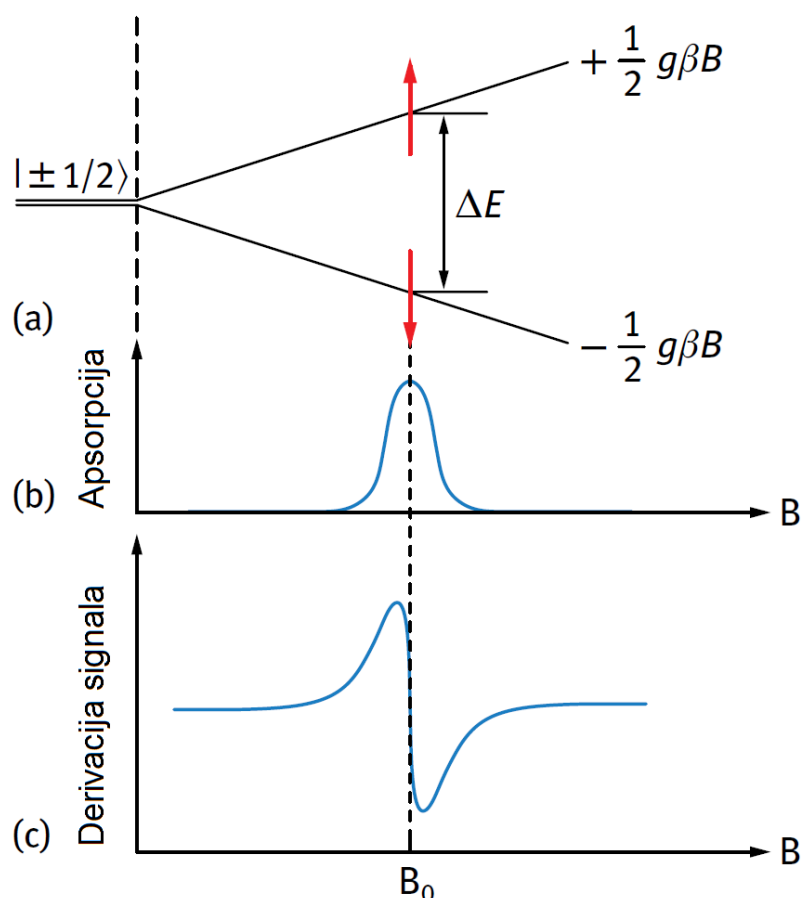 + 1/2 gβB
|± 1/2⟩
ΔE
(a)
− 1/2 gβB
Apsorpcija
(b)
B
Derivacija signala
(c)
B
B₀